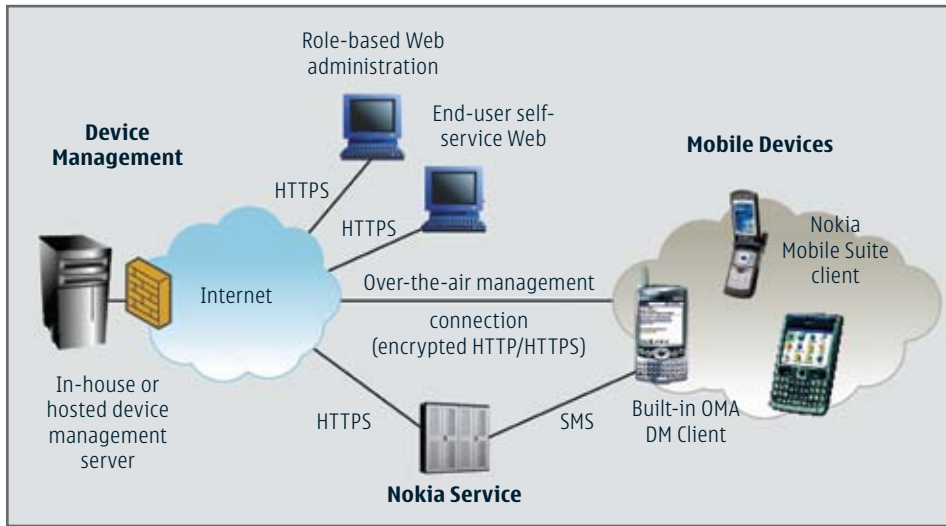 Role-based Web
administration
End-user self-
service Web
Device
Management
Mobile Devices
HTTPS
HTTPS
Nokia
Mobile Suite
client
Internet
Over-the-air management
connection
(encrypted HTTP/HTTPS)
In-house or
hosted device
management
server
HTTPS
SMS
Built-in OMA
DM Client
Nokia Service